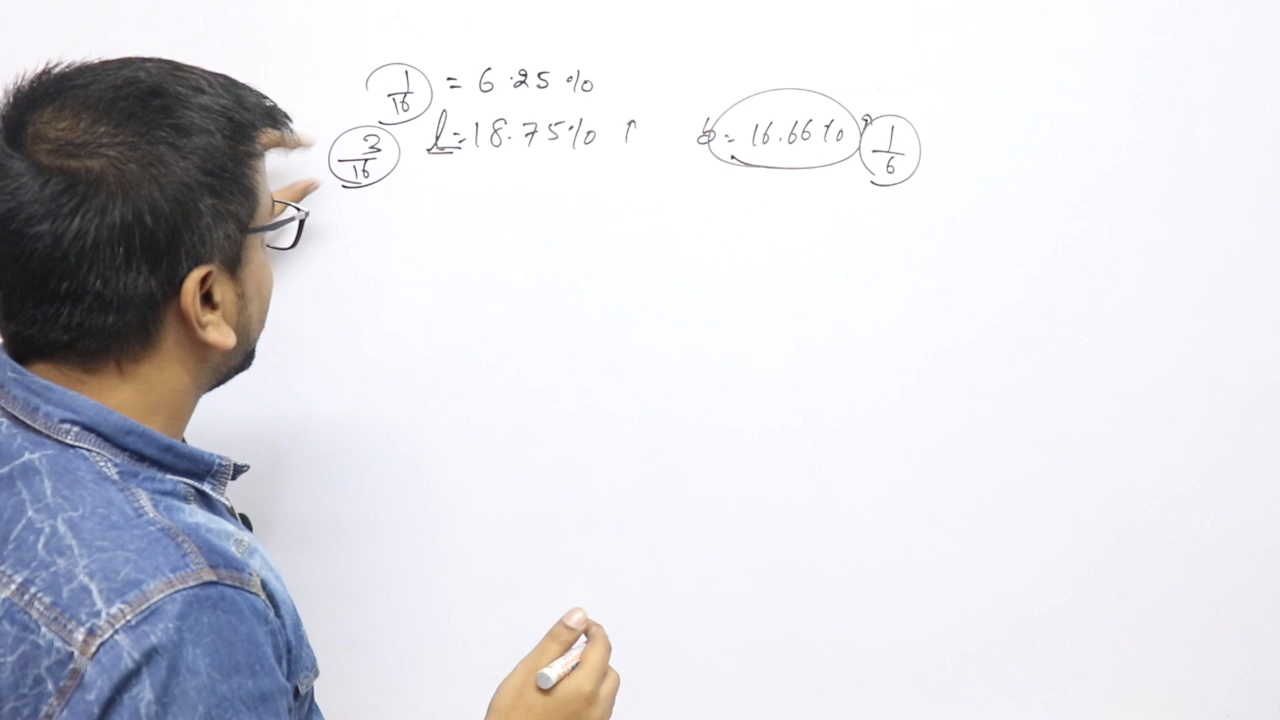 1/16 = 6.25%
3/16 l = 18.75% ↑ b = 16.66% ↑ 1/6